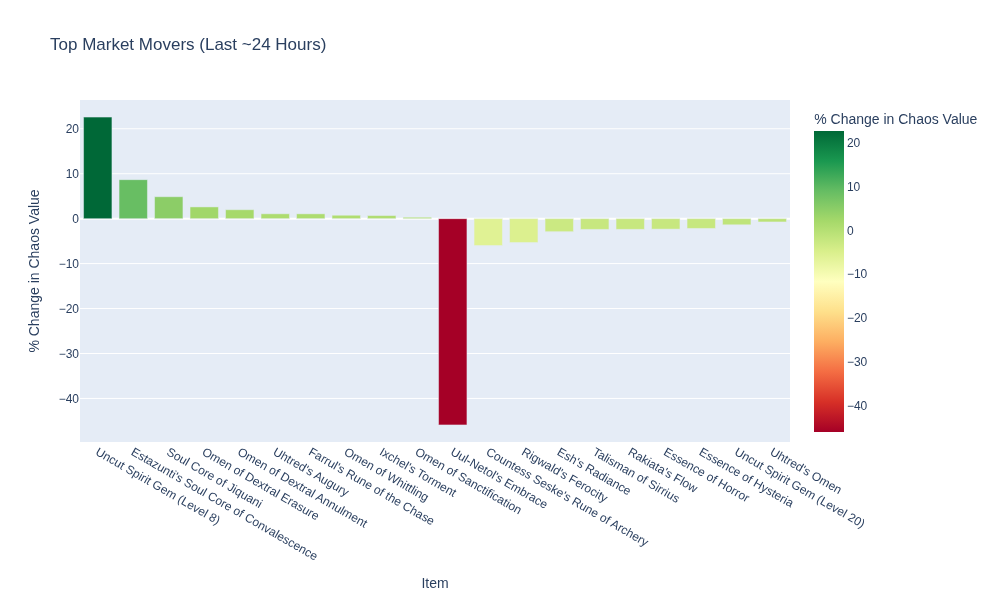 Top Market Movers (Last ~24 Hours)
% Change in Chaos Value
20
10
0
−10
−20
−30
−40
% Change in Chaos Value
20
10
0
−10
−20
−30
−40
Uncut Spirit Gem (Level 8)
Estazunti's Soul Core of Convalescence
Soul Core of Jiquani
Omen of Dextral Erasure
Omen of Dextral Annulment
Uhtred's Augury
Farrul's Rune of the Chase
Omen of Whittling
Ixchel's Torment
Omen of Sanctification
Uul-Netol's Embrace
Countess Seske's Rune of Archery
Rigwald's Ferocity
Esh's Radiance
Talisman of Sirrius
Rakiata's Flow
Essence of Horror
Essence of Hysteria
Uncut Spirit Gem (Level 20)
Uhtred's Omen
Item